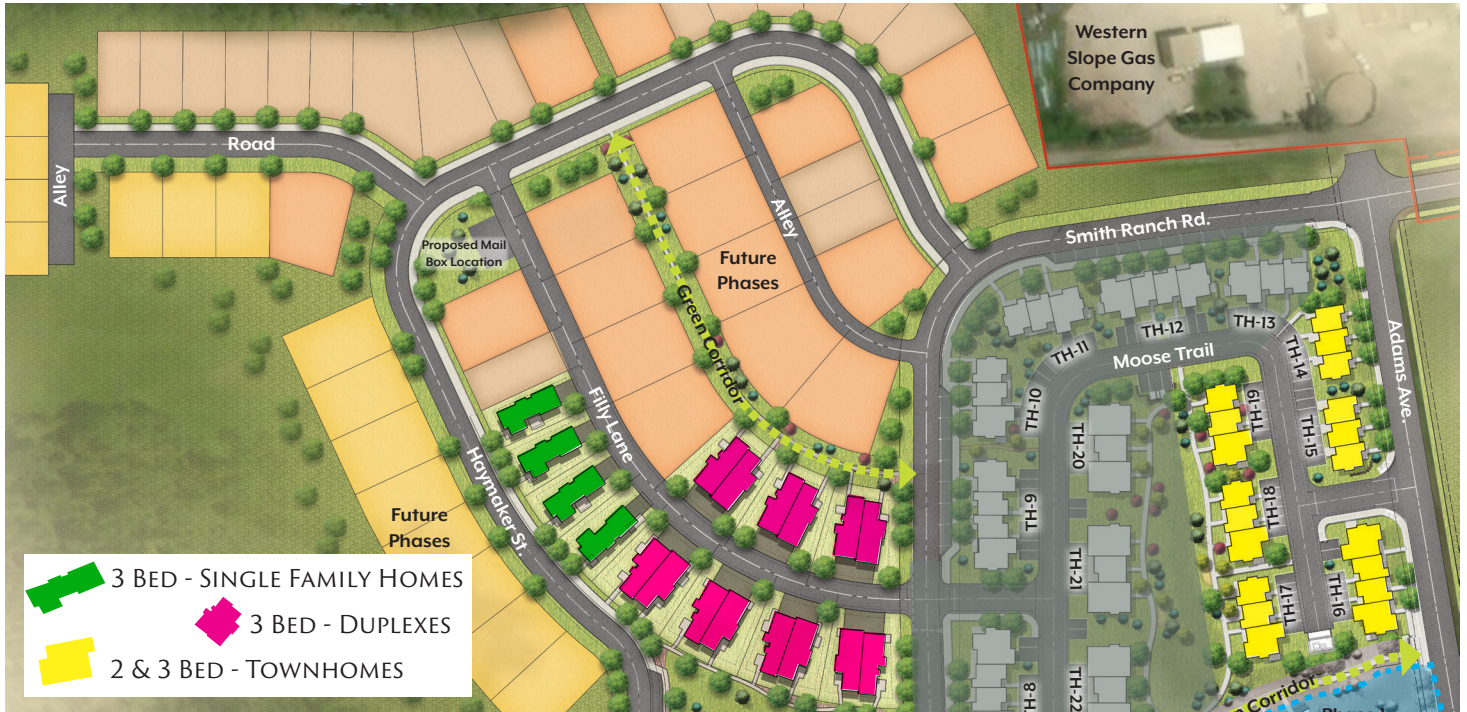 Western
Slope Gas
Company
Road
Alley
Smith Ranch Rd.
Alley
Proposed Mail
Box Location
Future
Phases
Green Corridor
TH-13
TH-12
TH-11
Moose Trail
TH-14
Adams Ave.
TH-10
TH-19
Filly Lane
TH-20
TH-15
Haymaker St.
TH-9
TH-18
Future
Phases
TH-21
TH-17
TH-16
3 Bed - Single Family Homes
3 Bed - Duplexes
2 & 3 Bed - Townhomes
TH-8
TH-22
Corridor